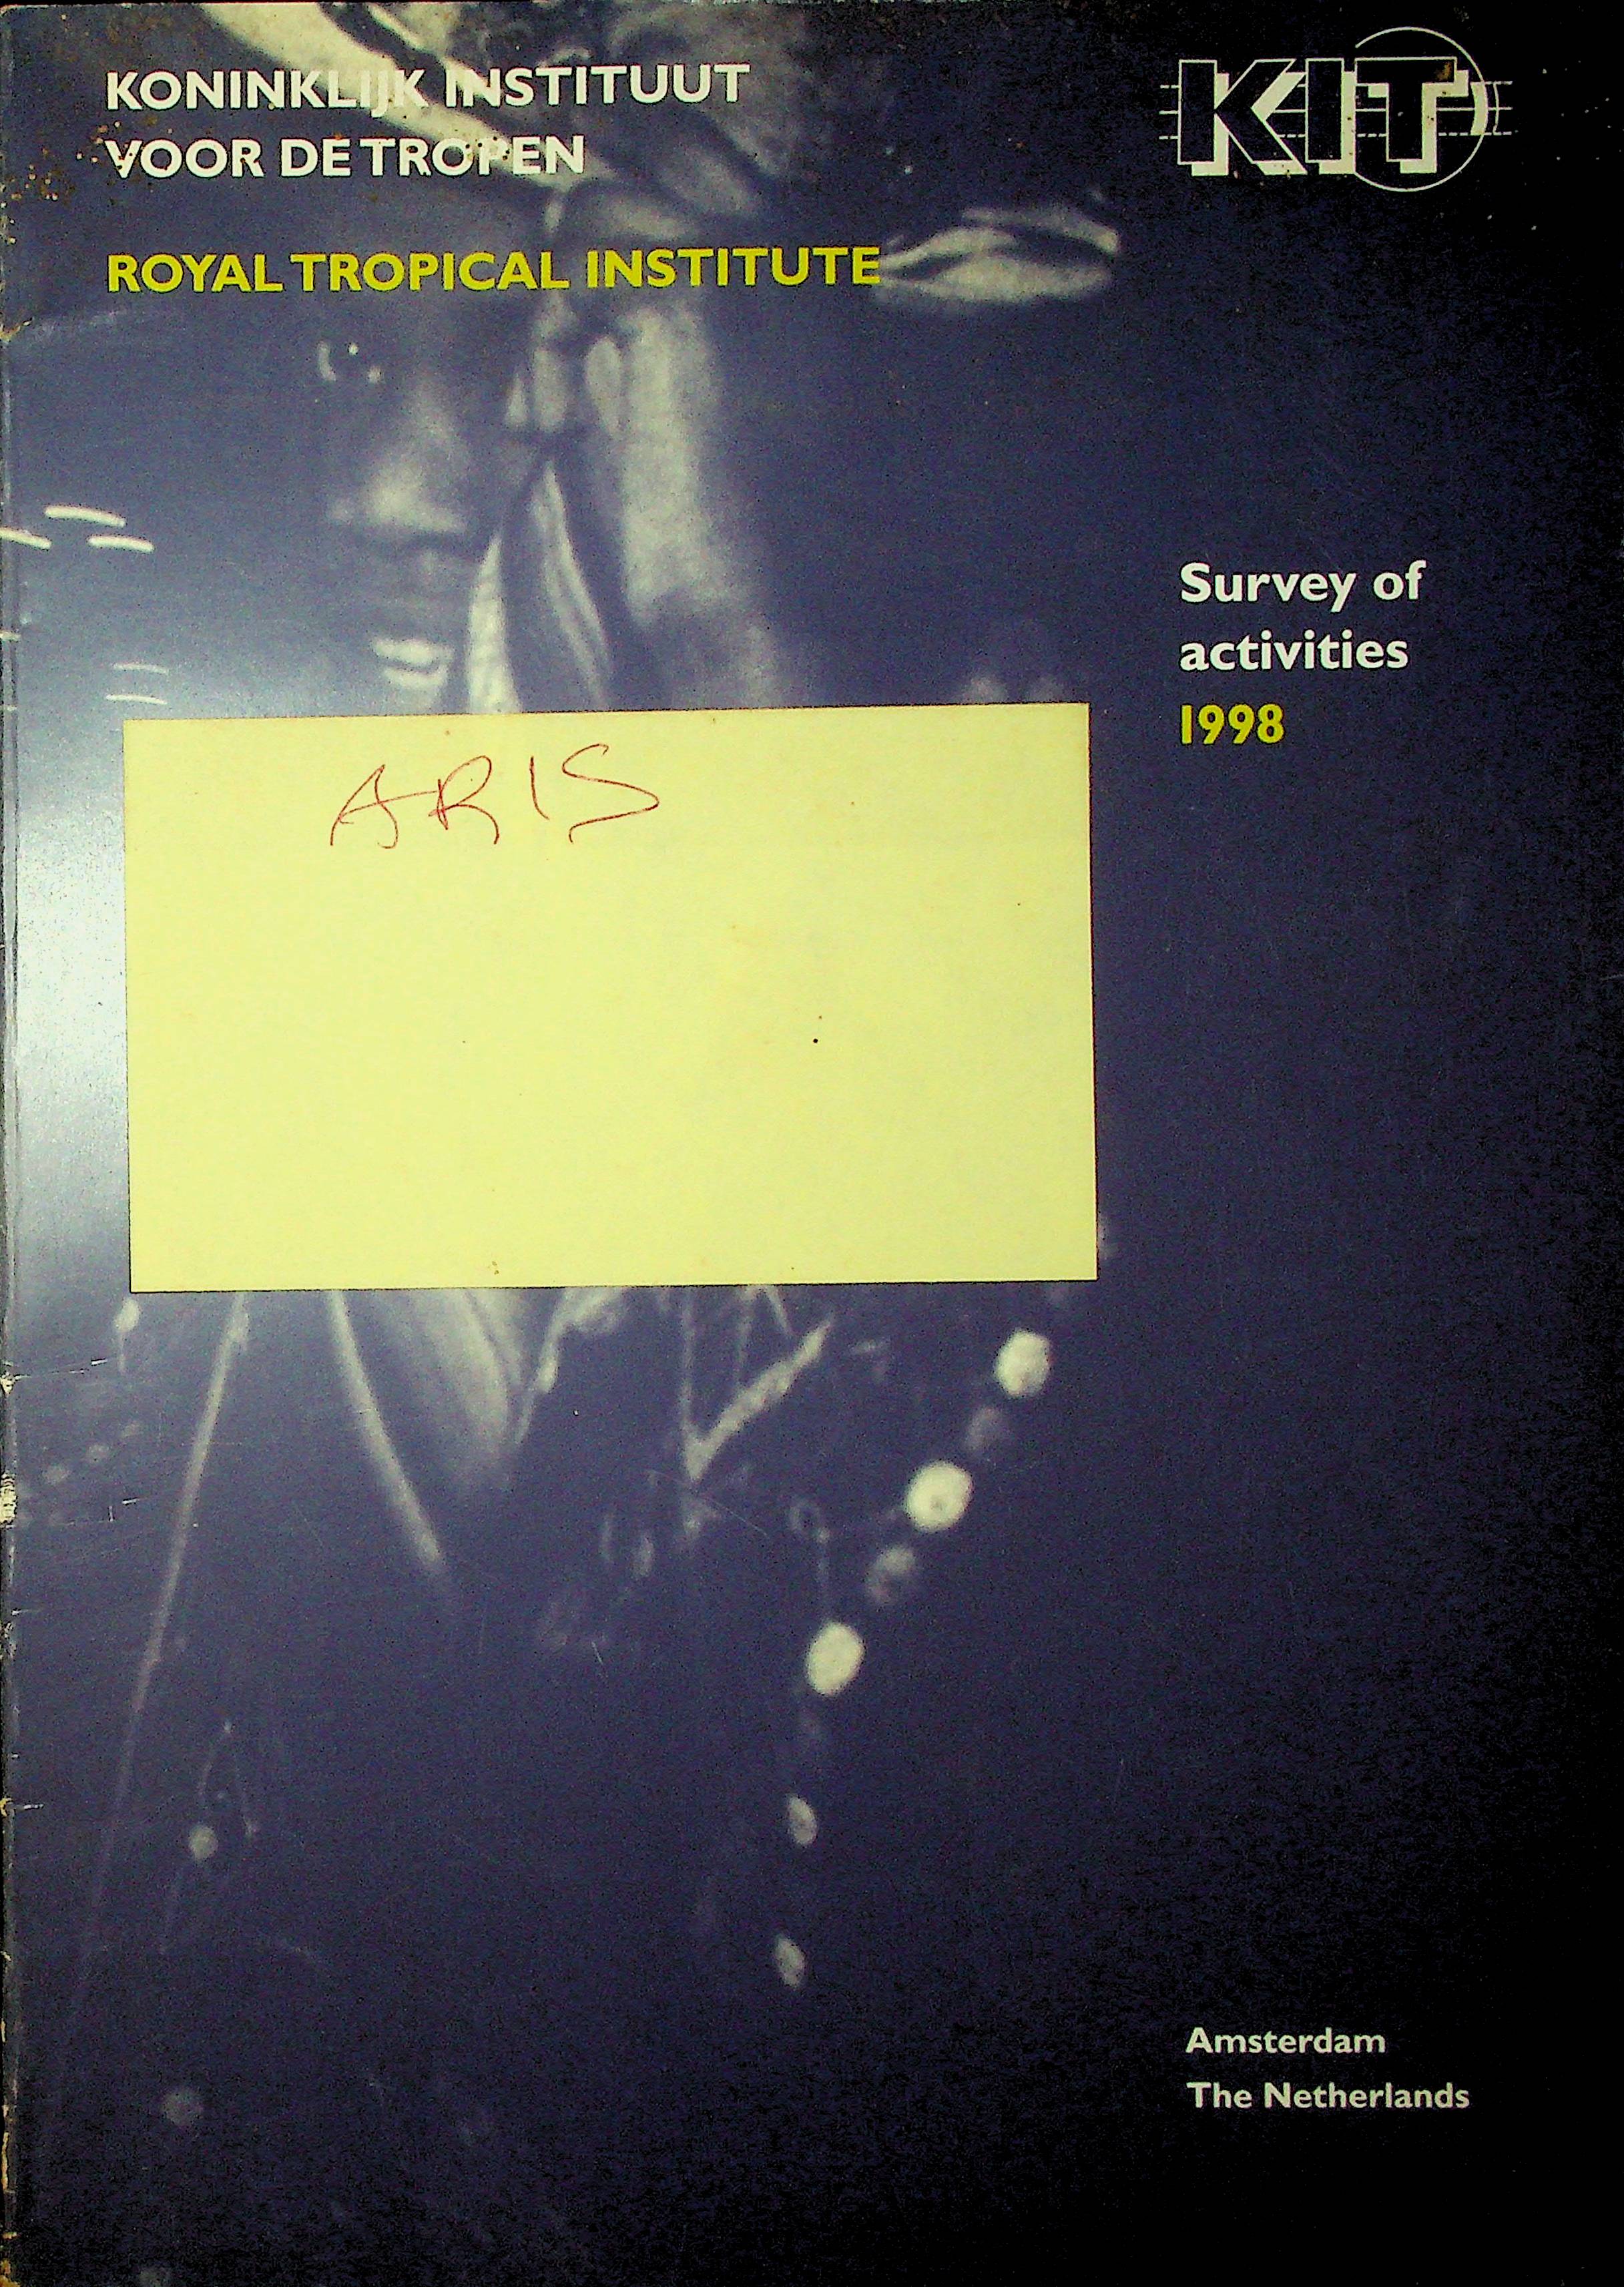 KONINKLIJK INSTITUUT
VOOR DE TROPEN
ROYAL TROPICAL INSTITUTE
KIT
Survey of
activities
1998
ARIS
Amsterdam
The Netherlands